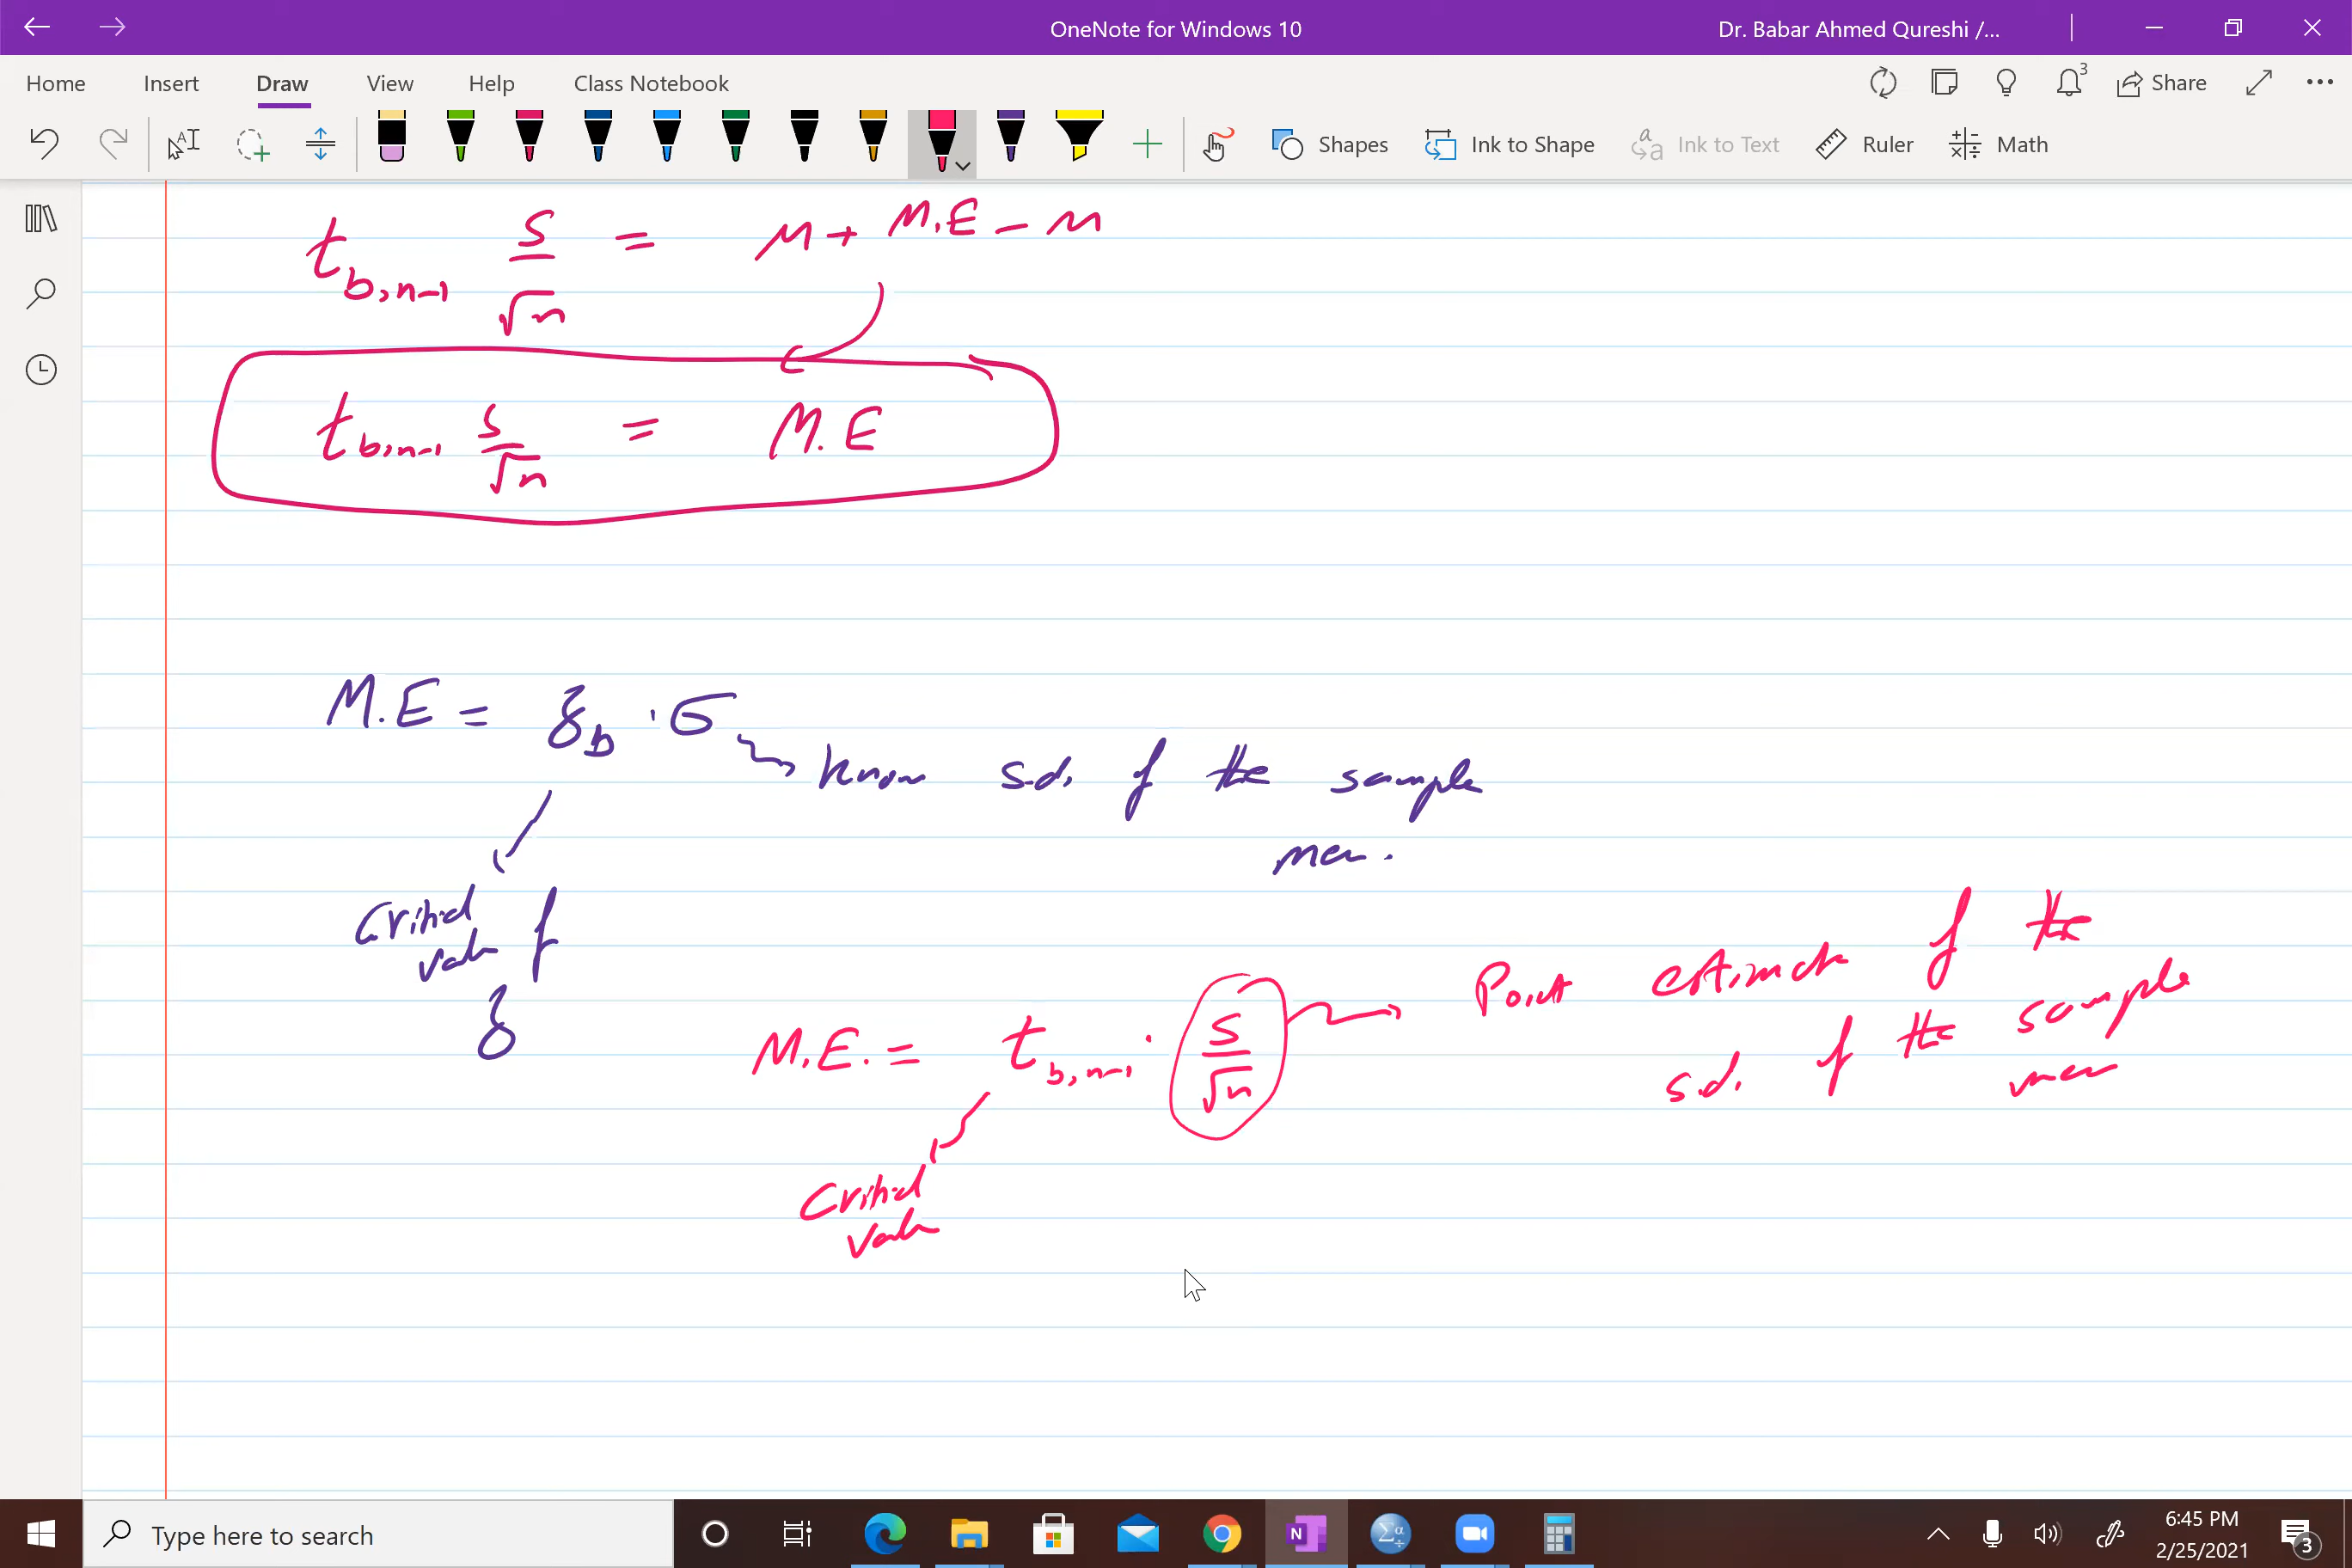 OneNote for Windows 10
Dr. Babar Ahmed Qureshi /...
Home Insert Draw View Help Class Notebook
3
Share
Shapes Ink to Shape Ink to Text Ruler Math
t b,n-1 s/√n = M + M.E - M
t b,n-1 s/√n = M.E
M.E = z b · σ
known s.d. of the sample
mean.
Critical
value of
z
M.E. = t b,n-1 · s/√n
Point estimate of the
s.d. of the sample
mean
Critical
value
Type here to search
6:45 PM
2/25/2021
3